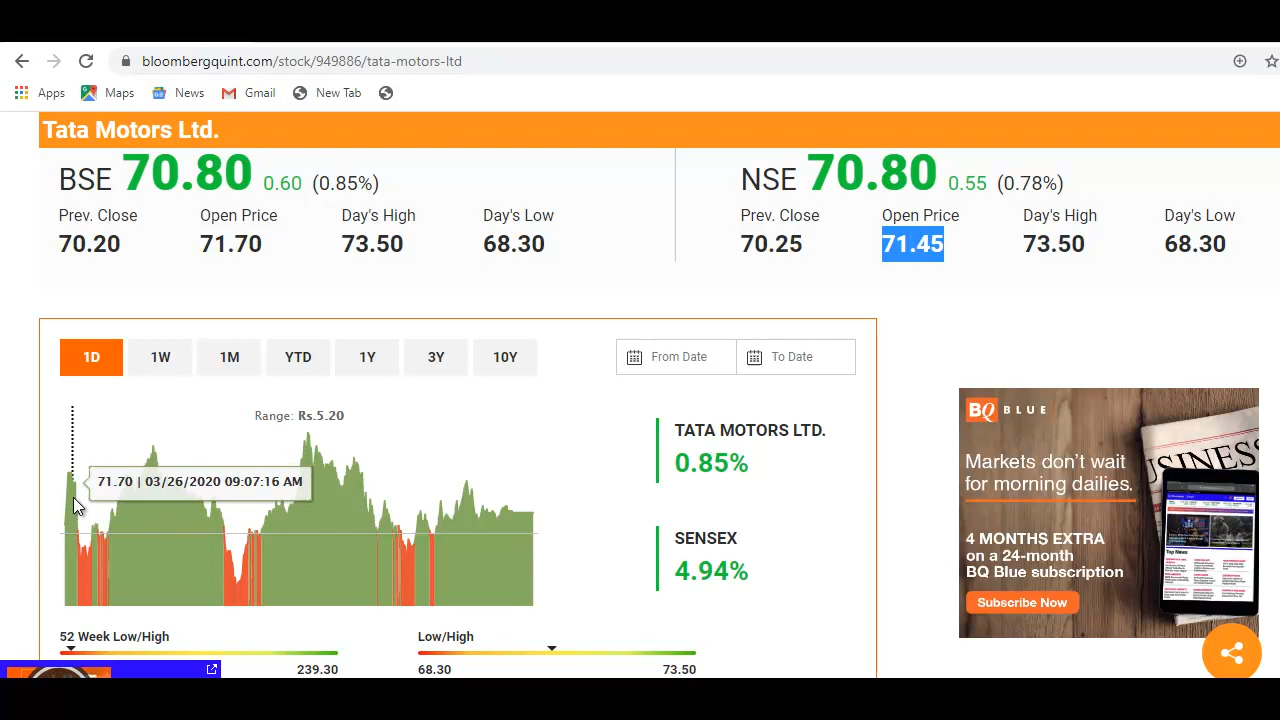 bloombergquint.com/stock/949886/tata-motors-ltd
Apps Maps News Gmail New Tab
Tata Motors Ltd.
BSE 70.80 0.60 (0.85%)
Prev. Close Open Price Day's High Day's Low
70.20 71.70 73.50 68.30
NSE 70.80 0.55 (0.78%)
Prev. Close Open Price Day's High Day's Low
70.25 71.45 73.50 68.30
1D 1W 1M YTD 1Y 3Y 10Y
From Date To Date
Range: Rs.5.20
71.70 | 03/26/2020 09:07:16 AM
TATA MOTORS LTD.
0.85%
SENSEX
4.94%
52 Week Low/High
239.30
Low/High
68.30 73.50
BQ BLUE
Markets don't wait
for morning dailies.
4 MONTHS EXTRA
on a 24-month
BQ Blue subscription
Subscribe Now
BUSINESS
Top News